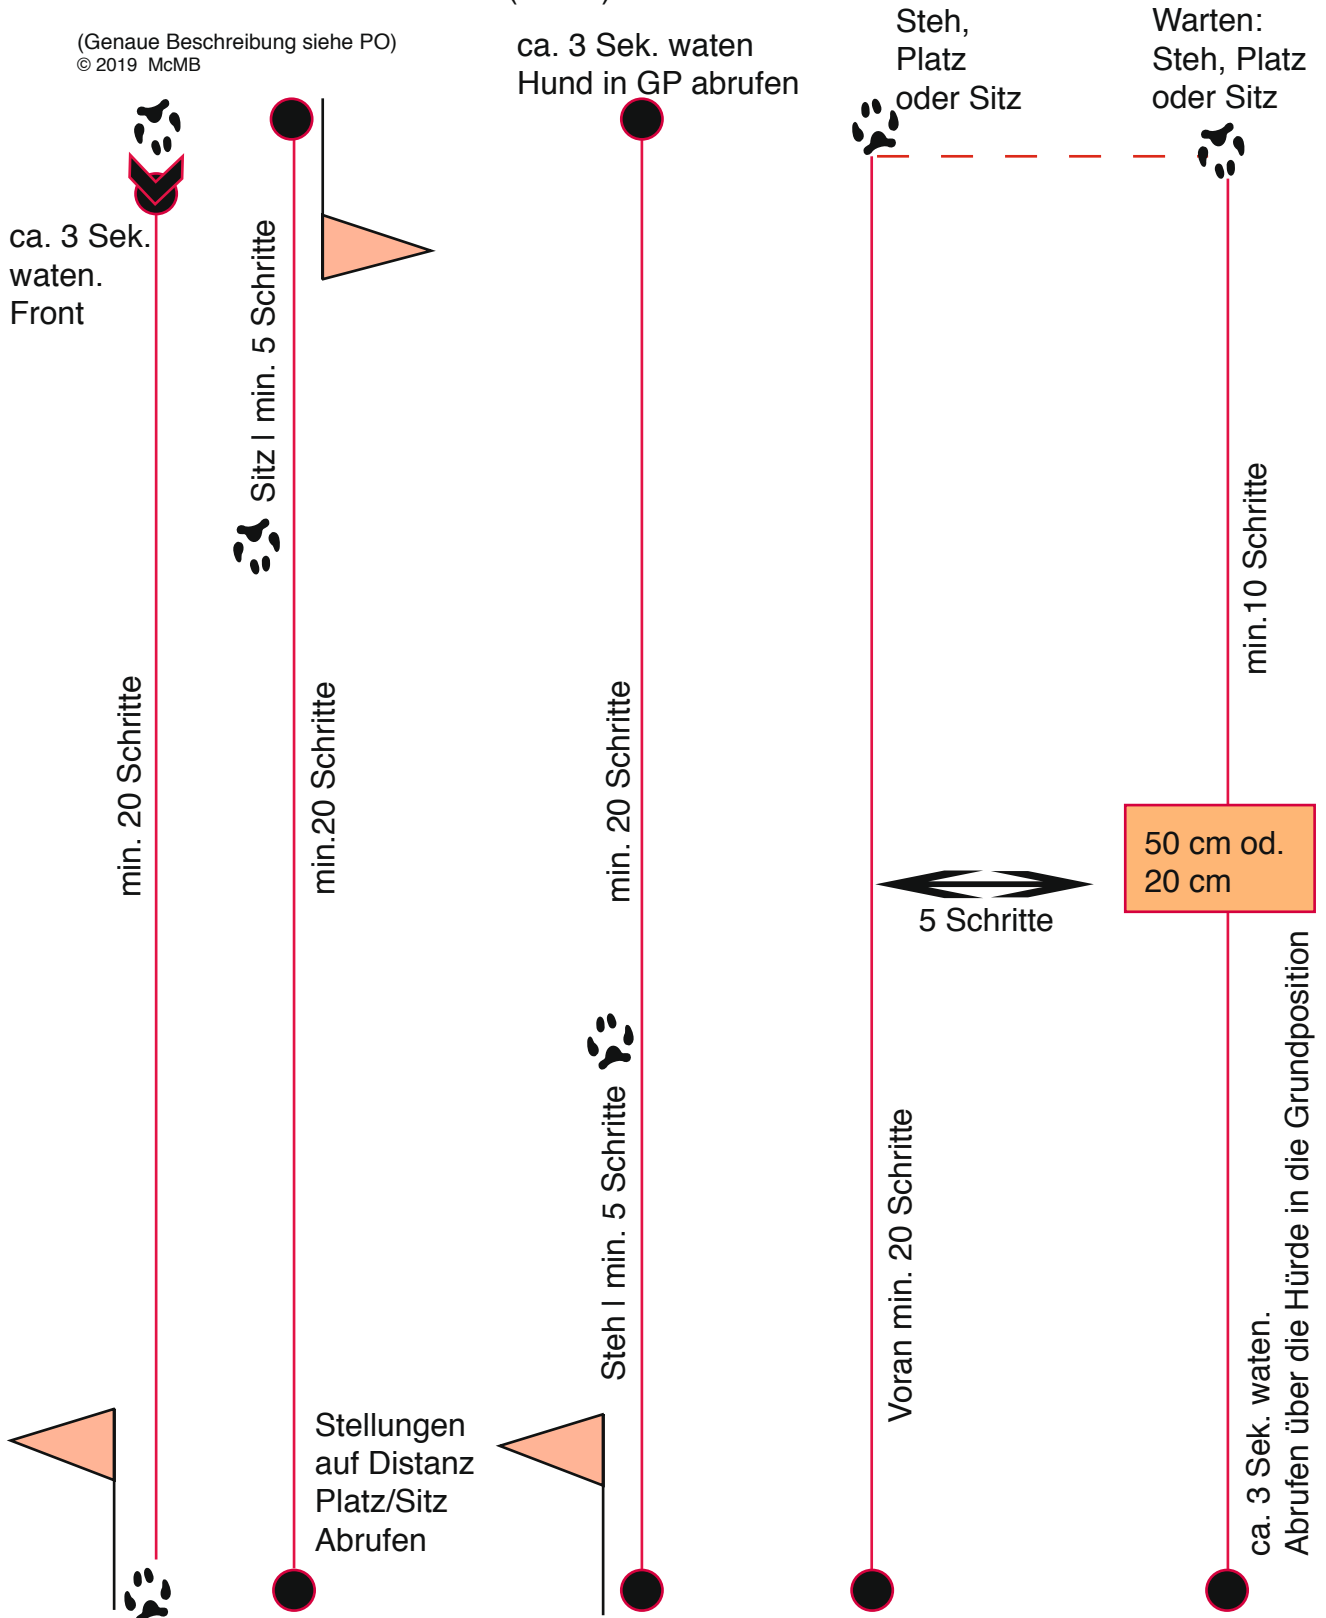 (Genaue Beschreibung siehe PO)
© 2019 McMB
ca. 3 Sek. waten
Hund in GP abrufen
Steh,
Platz
oder Sitz
Warten:
Steh, Platz
oder Sitz
ca. 3 Sek.
waten.
Front
Sitz I min. 5 Schritte
min. 20 Schritte
min.20 Schritte
min. 20 Schritte
min.10 Schritte
50 cm od.
20 cm
5 Schritte
Steh I min. 5 Schritte
Voran min. 20 Schritte
ca. 3 Sek. waten.
Abrufen über die Hürde in die Grundposition
Stellungen
auf Distanz
Platz/Sitz
Abrufen